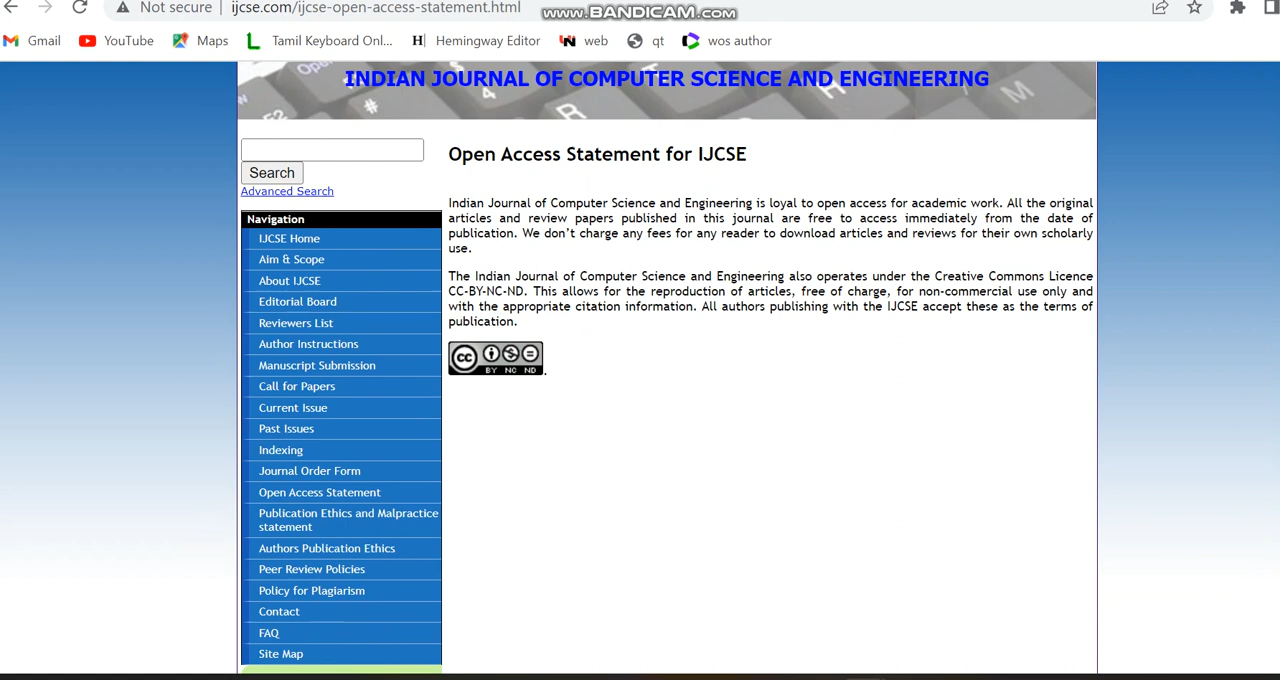 Not secure | ijcse.com/ijcse-open-access-statement.html
www.BANDICAM.com
Gmail YouTube Maps Tamil Keyboard Onl... Hemingway Editor web qt wos author
INDIAN JOURNAL OF COMPUTER SCIENCE AND ENGINEERING
Search
Advanced Search
Navigation
IJCSE Home
Aim & Scope
About IJCSE
Editorial Board
Reviewers List
Author Instructions
Manuscript Submission
Call for Papers
Current Issue
Past Issues
Indexing
Journal Order Form
Open Access Statement
Publication Ethics and Malpractice
statement
Authors Publication Ethics
Peer Review Policies
Policy for Plagiarism
Contact
FAQ
Site Map
Open Access Statement for IJCSE
Indian Journal of Computer Science and Engineering is loyal to open access for academic work. All the original
articles and review papers published in this journal are free to access immediately from the date of
publication. We don't charge any fees for any reader to download articles and reviews for their own scholarly
use.
The Indian Journal of Computer Science and Engineering also operates under the Creative Commons Licence
CC-BY-NC-ND. This allows for the reproduction of articles, free of charge, for non-commercial use only and
with the appropriate citation information. All authors publishing with the IJCSE accept these as the terms of
publication.
cc BY NC ND .